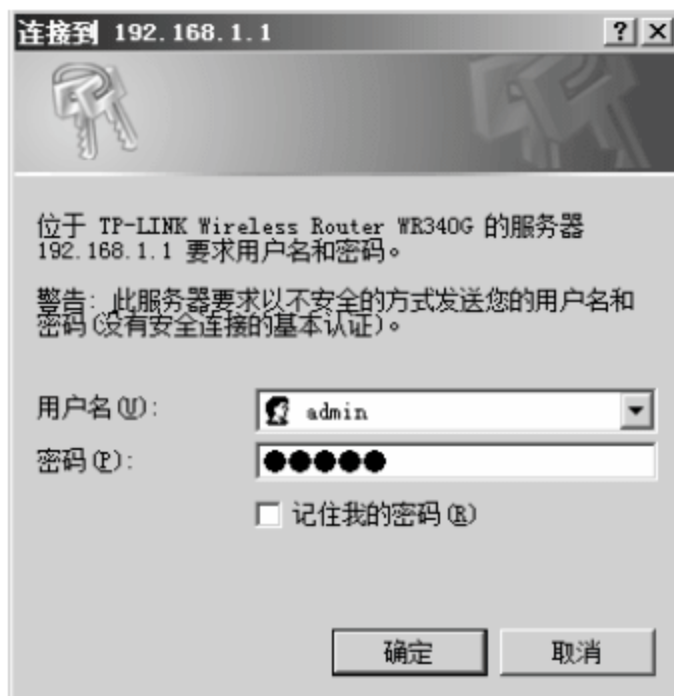 连接到 192.168.1.1
位于 TP-LINK Wireless Router WR340G 的服务器
192.168.1.1 要求用户名和密码。
警告: 此服务器要求以不安全的方式发送您的用户名和
密码(没有安全连接的基本认证)。
用户名(U):
admin
密码(P):
●●●●●
记住我的密码(R)
确定
取消